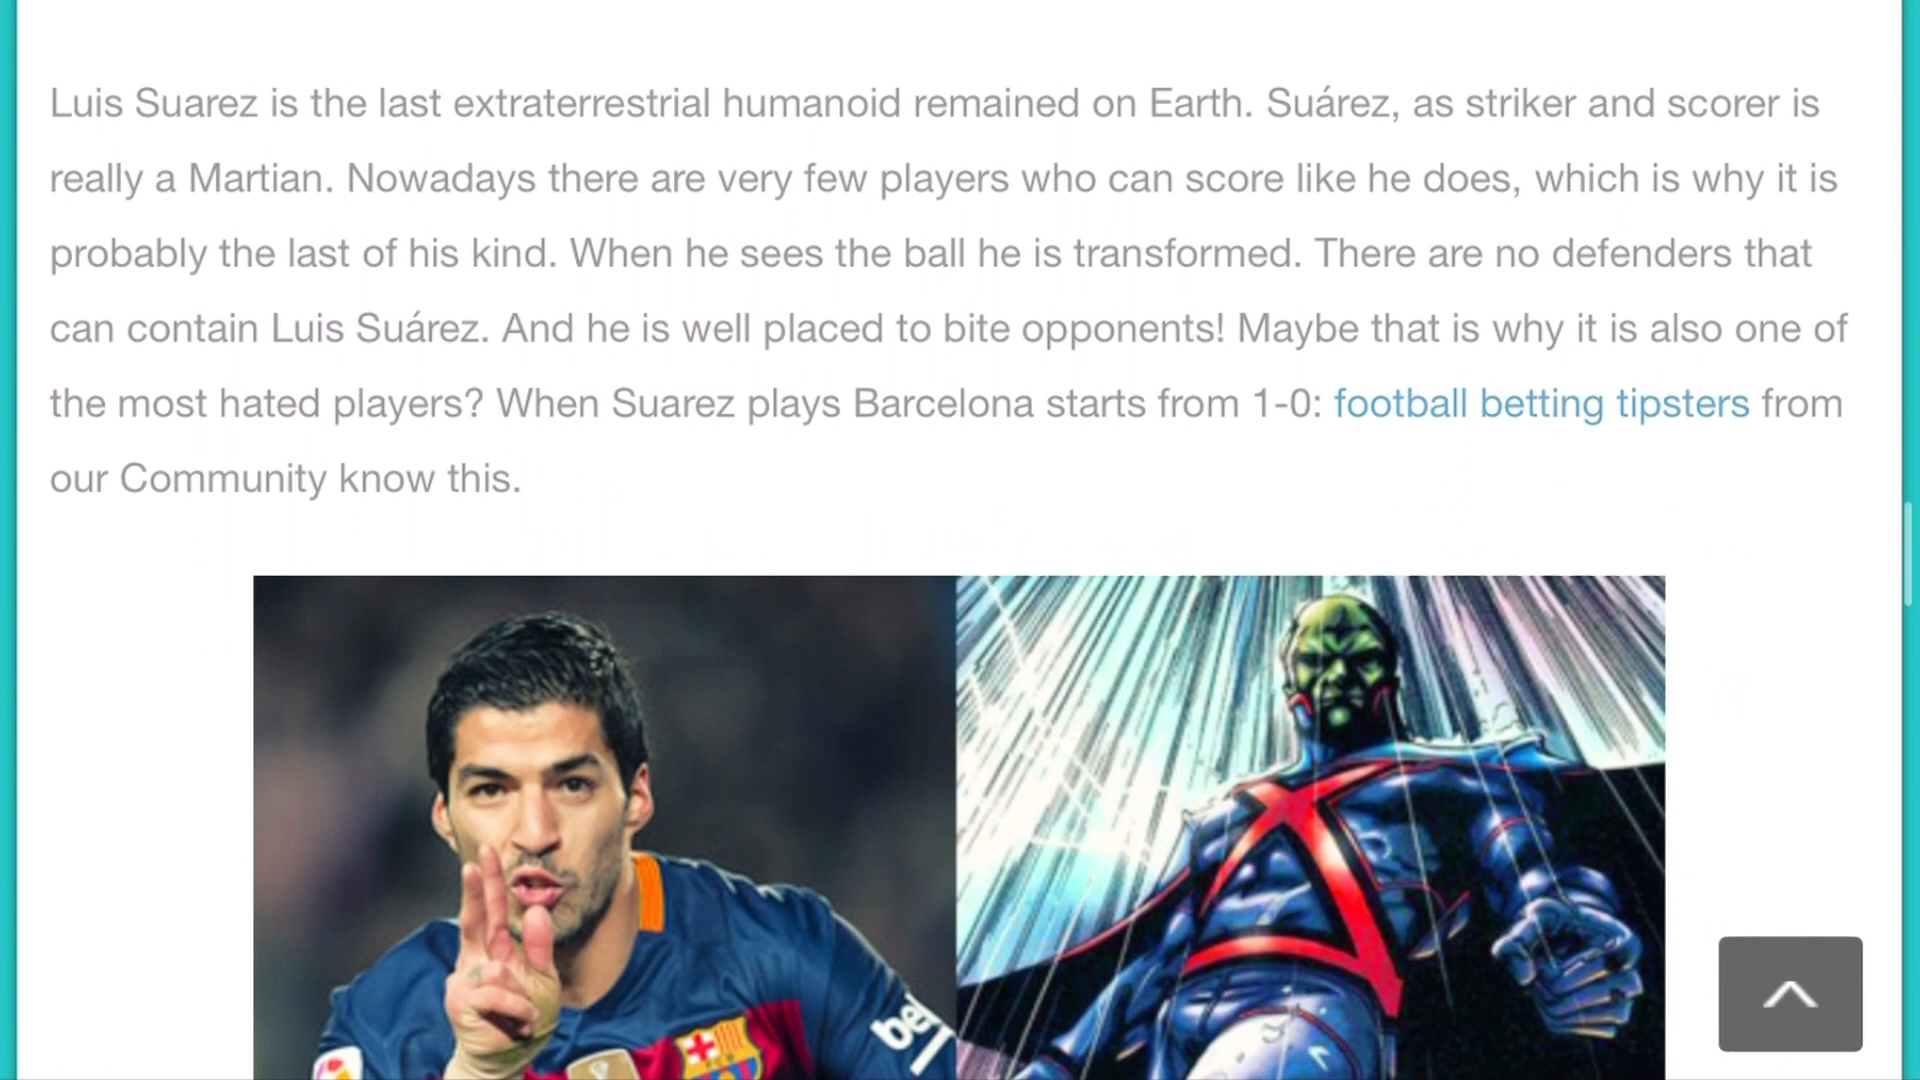 Luis Suarez is the last extraterrestrial humanoid remained on Earth. Suárez, as striker and scorer is
really a Martian. Nowadays there are very few players who can score like he does, which is why it is
probably the last of his kind. When he sees the ball he is transformed. There are no defenders that
can contain Luis Suárez. And he is well placed to bite opponents! Maybe that is why it is also one of
the most hated players? When Suarez plays Barcelona starts from 1-0: football betting tipsters from
our Community know this.